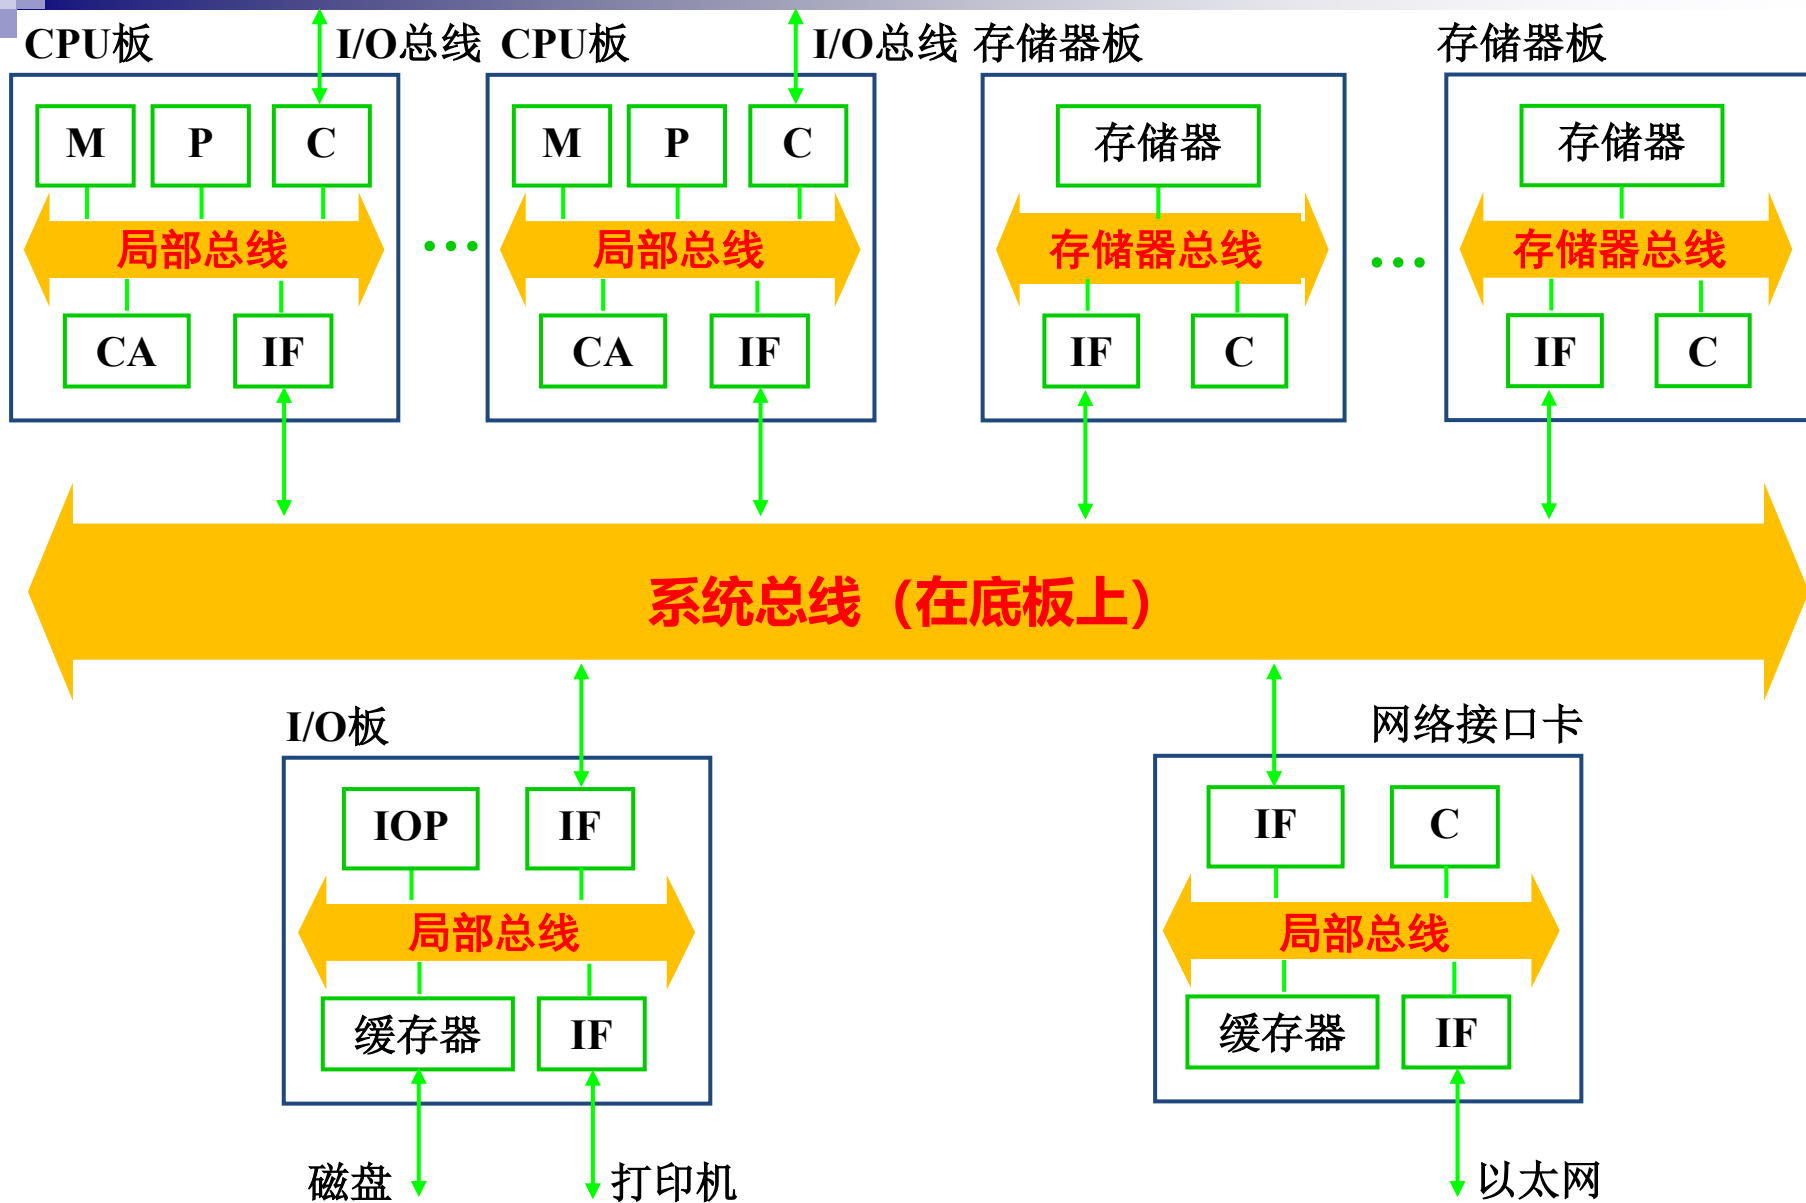 CPU板
I/O总线
CPU板
I/O总线
存储器板
存储器板
M
P
C
M
P
C
存储器
存储器
局部总线
...
局部总线
存储器总线
...
存储器总线
CA
IF
CA
IF
IF
C
IF
C
系统总线（在底板上）
I/O板
网络接口卡
IOP
IF
IF
C
局部总线
局部总线
缓存器
IF
缓存器
IF
磁盘
打印机
以太网